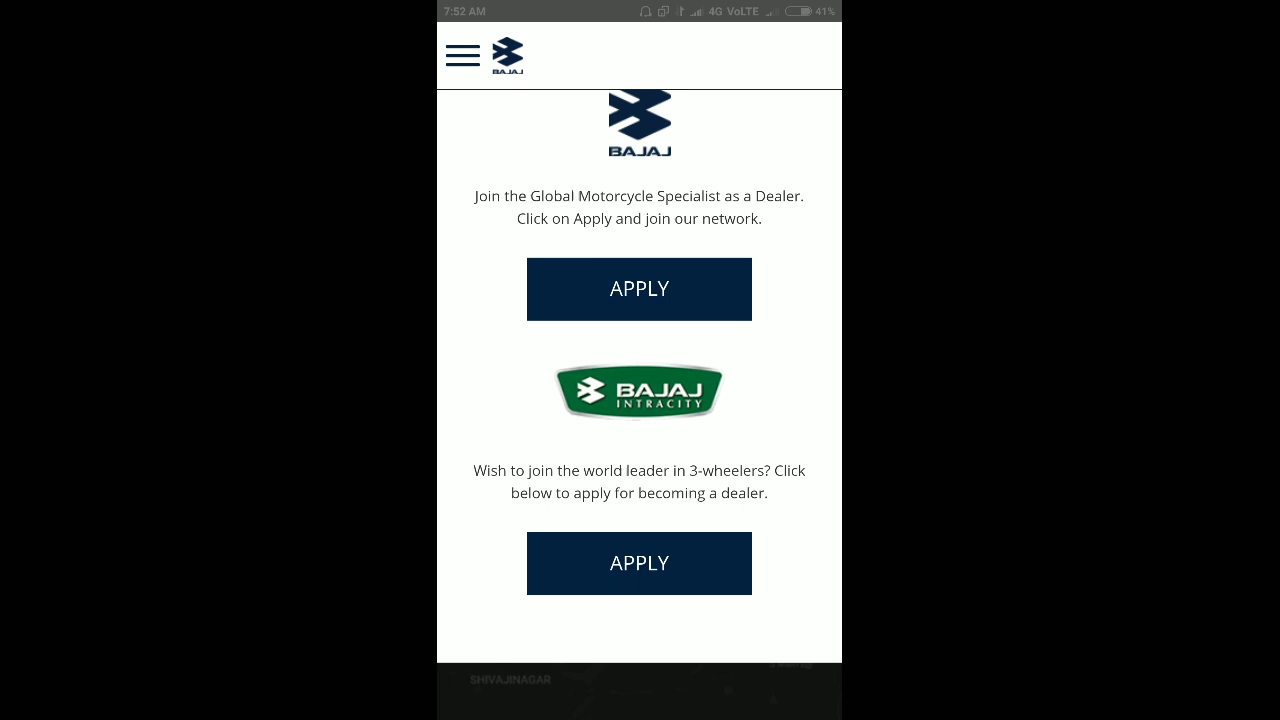 7:52 AM
4G VoLTE
41%
BAJAJ
BAJAJ
Join the Global Motorcycle Specialist as a Dealer.
Click on Apply and join our network.
APPLY
BAJAJ
INTRACITY
Wish to join the world leader in 3-wheelers? Click
below to apply for becoming a dealer.
APPLY
SHIVAJINAGAR